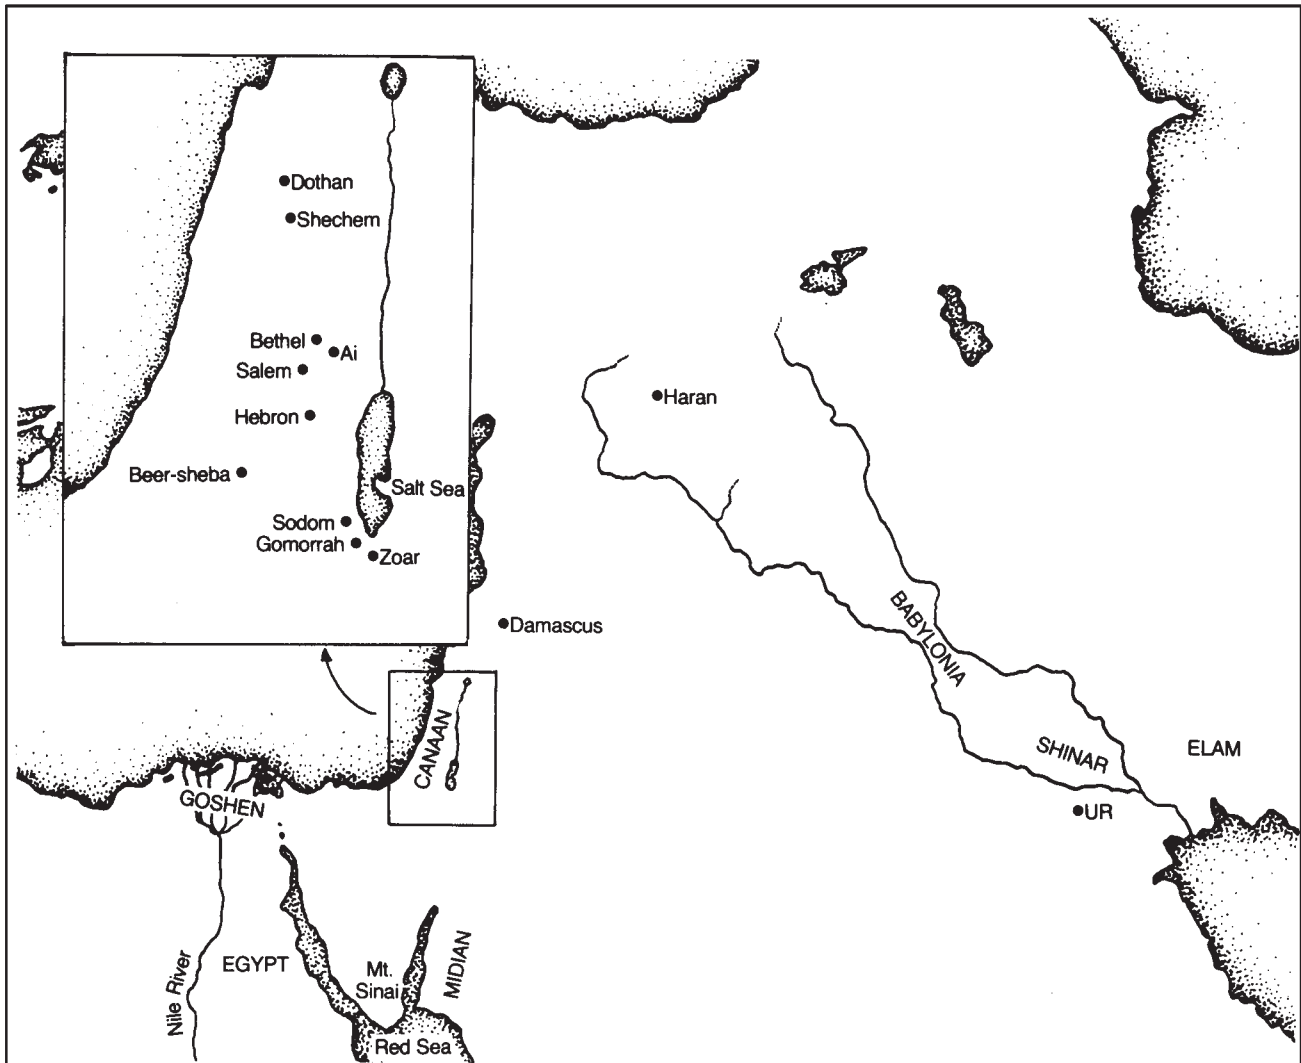 Dothan
Shechem
Bethel
Ai
Salem
Hebron
Beer-sheba
Salt Sea
Sodom
Gomorrah
Zoar
Haran
Damascus
BABYLONIA
CANAAN
SHINAR
ELAM
GOSHEN
UR
EGYPT
Mt.
Sinai
MIDIAN
Nile River
Red Sea